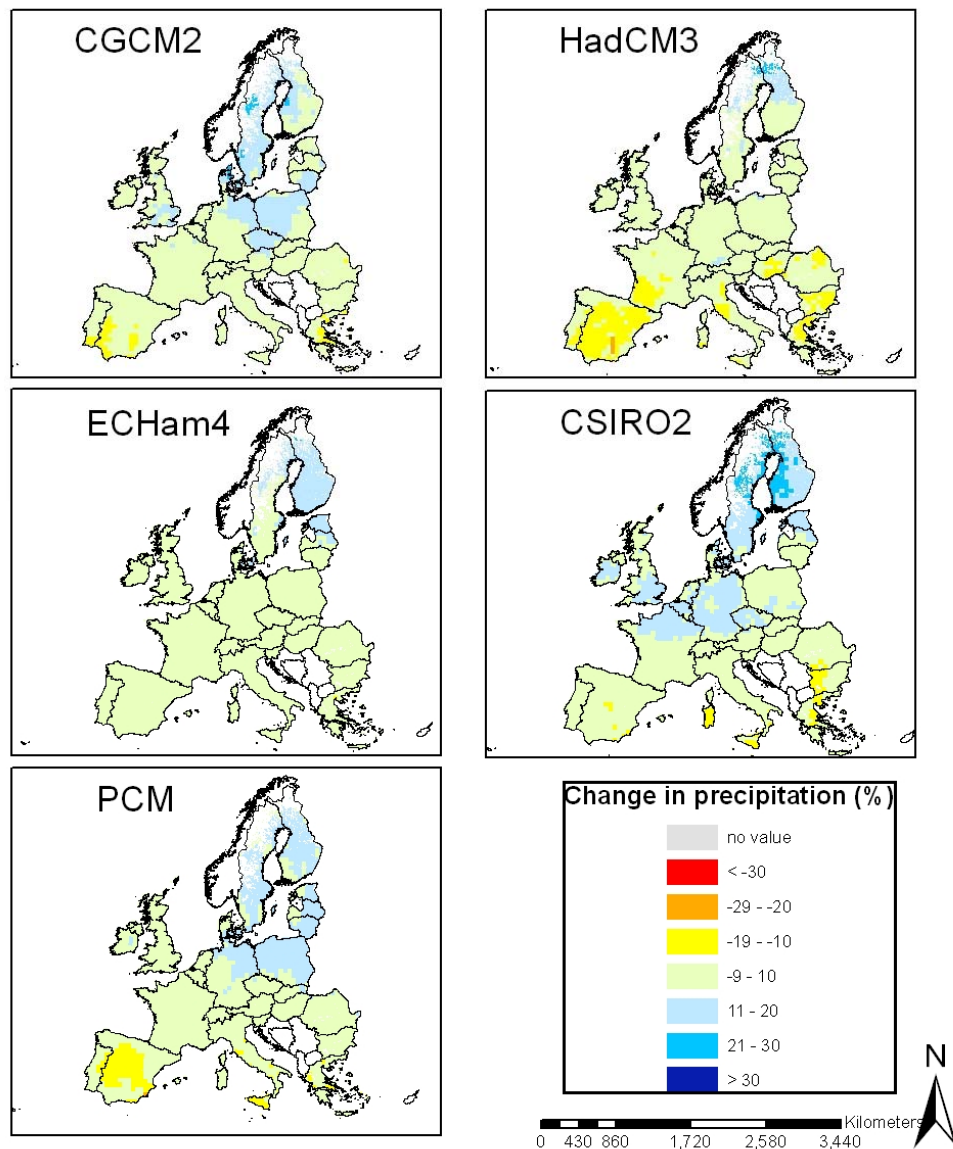 CGCM2
HadCM3
ECHam4
CSIRO2
PCM
Change in precipitation (%)
no value
< -30
-29 - -20
-19 - -10
-9 - 10
11 - 20
21 - 30
> 30
N
Kilometers
0 430 860 1,720 2,580 3,440